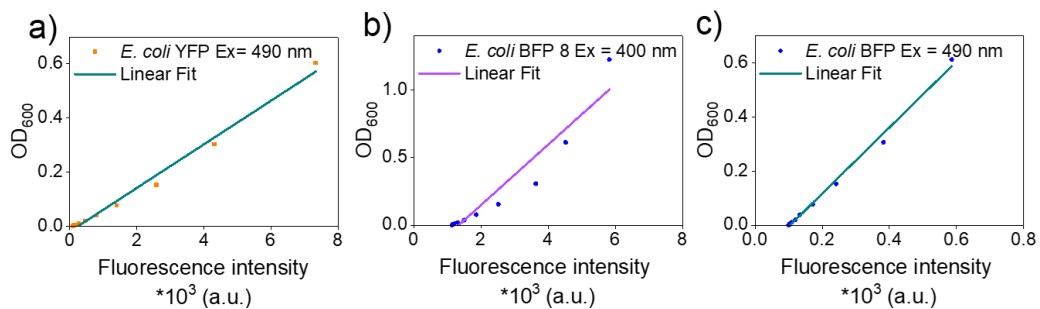 a)
E. coli YFP Ex= 490 nm
Linear Fit
OD600
0.6
0.4
0.2
0.0
0 2 4 6 8
Fluorescence intensity
*10³ (a.u.)
b)
E. coli BFP 8 Ex = 400 nm
Linear Fit
OD600
1.0
0.5
0.0
0 2 4 6 8
Fluorescence intensity
*10³ (a.u.)
c)
E. coli BFP Ex= 490 nm
Linear Fit
OD600
0.6
0.4
0.2
0.0
0.0 0.2 0.4 0.6 0.8
Fluorescence intensity
*10³ (a.u.)